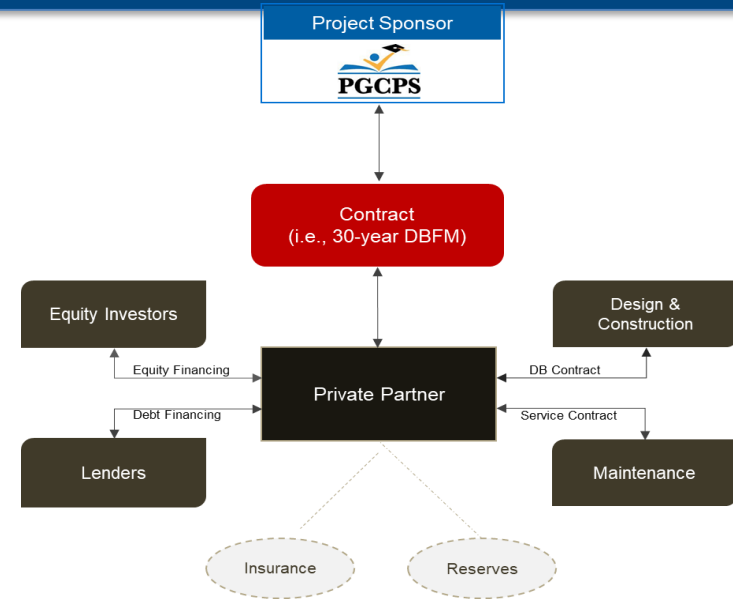 Project Sponsor
PGCPS
Contract
(i.e., 30-year DBFM)
Equity Investors
Design &
Construction
Equity Financing
DB Contract
Private Partner
Debt Financing
Service Contract
Lenders
Maintenance
Insurance
Reserves